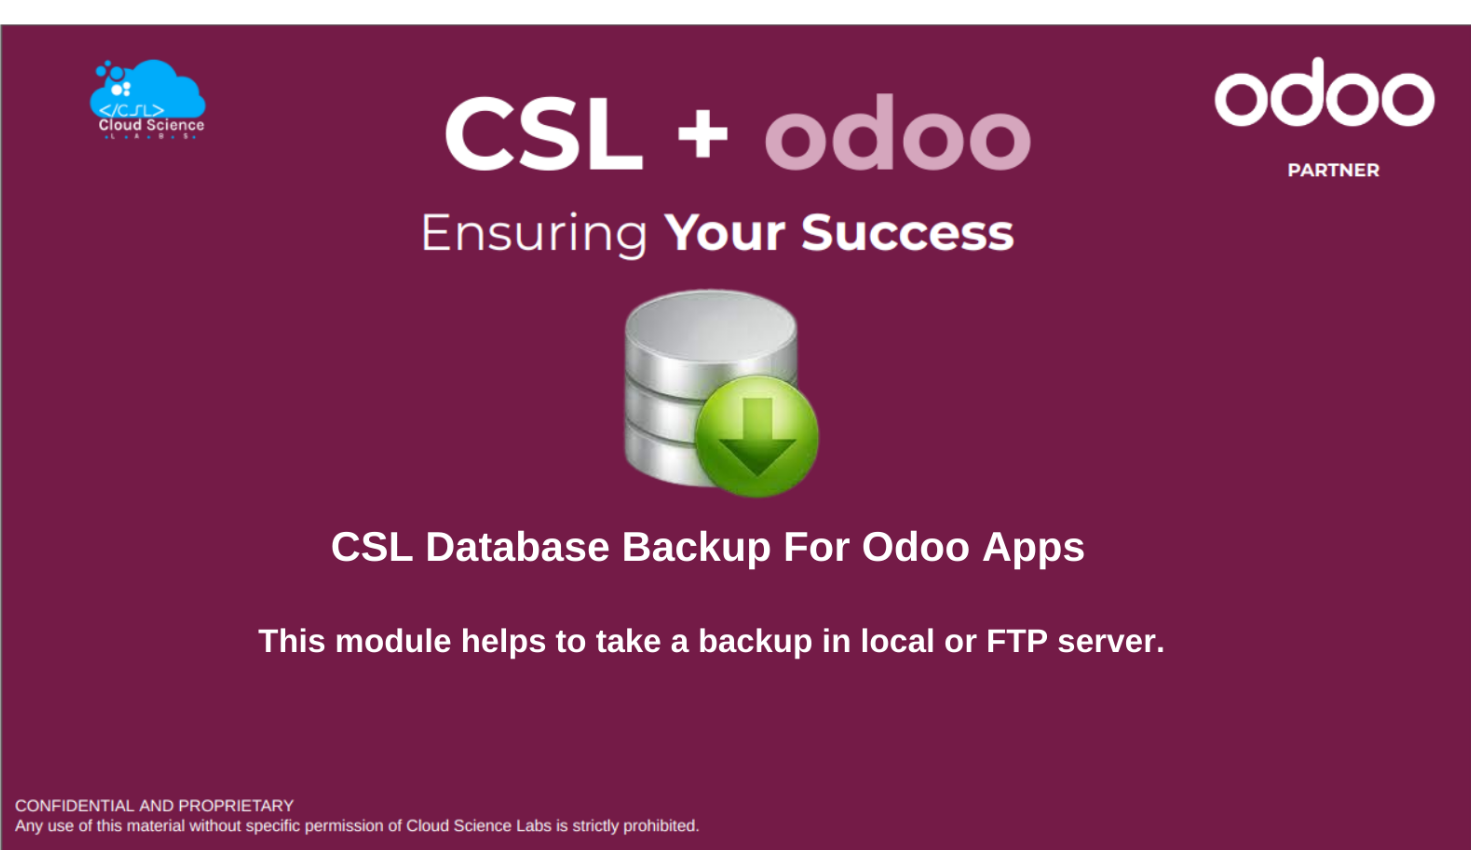 </CSL>
Cloud Science
L A B S
CSL + odoo
odoo
PARTNER
Ensuring Your Success
CSL Database Backup For Odoo Apps
This module helps to take a backup in local or FTP server.
CONFIDENTIAL AND PROPRIETARY
Any use of this material without specific permission of Cloud Science Labs is strictly prohibited.